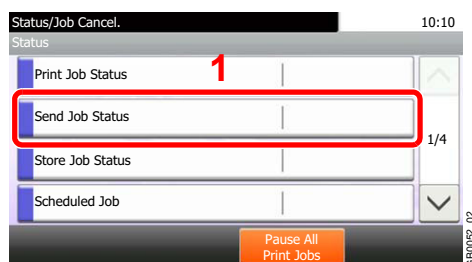 Status/Job Cancel. 10:10
Status
Print Job Status
1
Send Job Status
1/4
Store Job Status
Scheduled Job
Pause All
Print Jobs